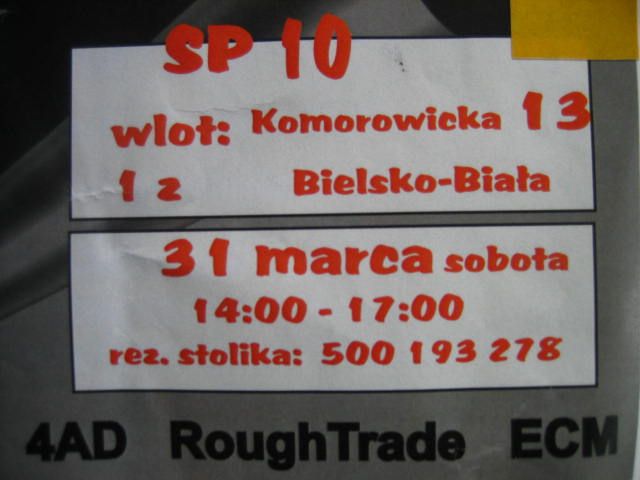 SP 10
wlot: Komorowicka 13
1 z Bielsko-Biała
31 marca sobota
14:00 - 17:00
rez. stolika: 500 193 278
4AD RoughTrade ECM